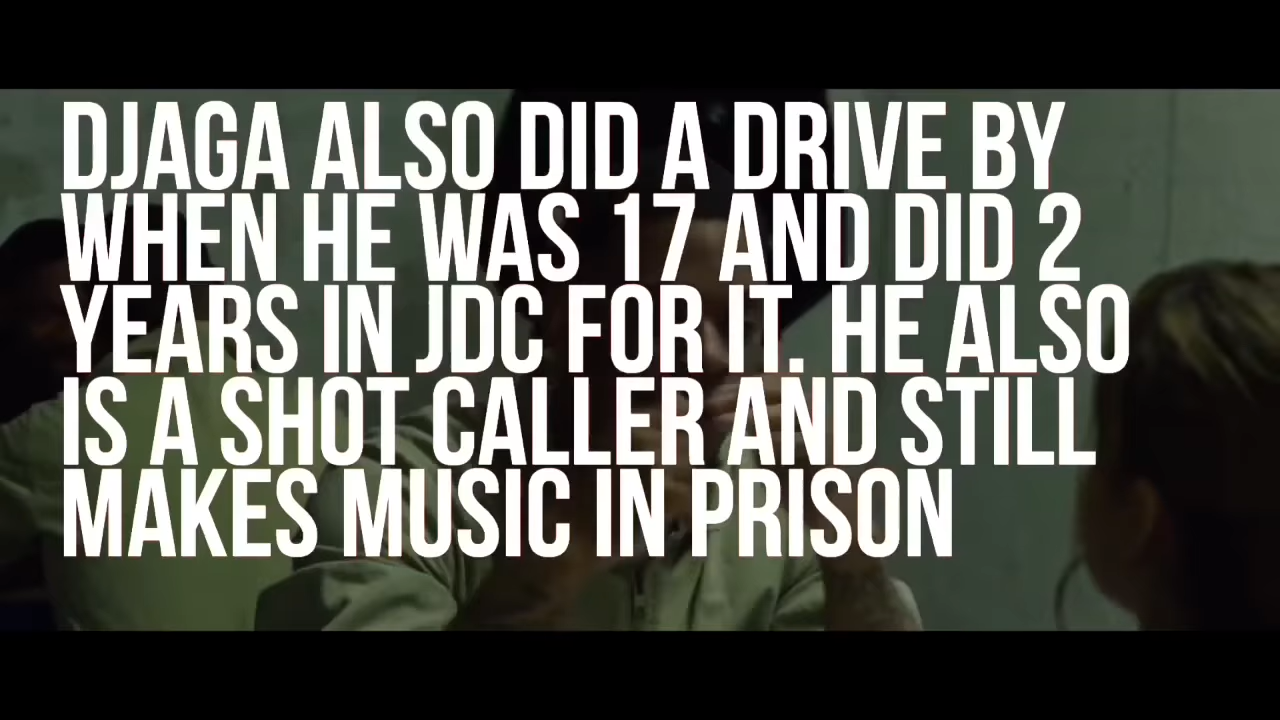 DJAGA ALSO DID A DRIVE BY
WHEN HE WAS 17 AND DID 2
YEARS IN JDC FOR IT. HE ALSO
IS A SHOT CALLER AND STILL
MAKES MUSIC IN PRISON